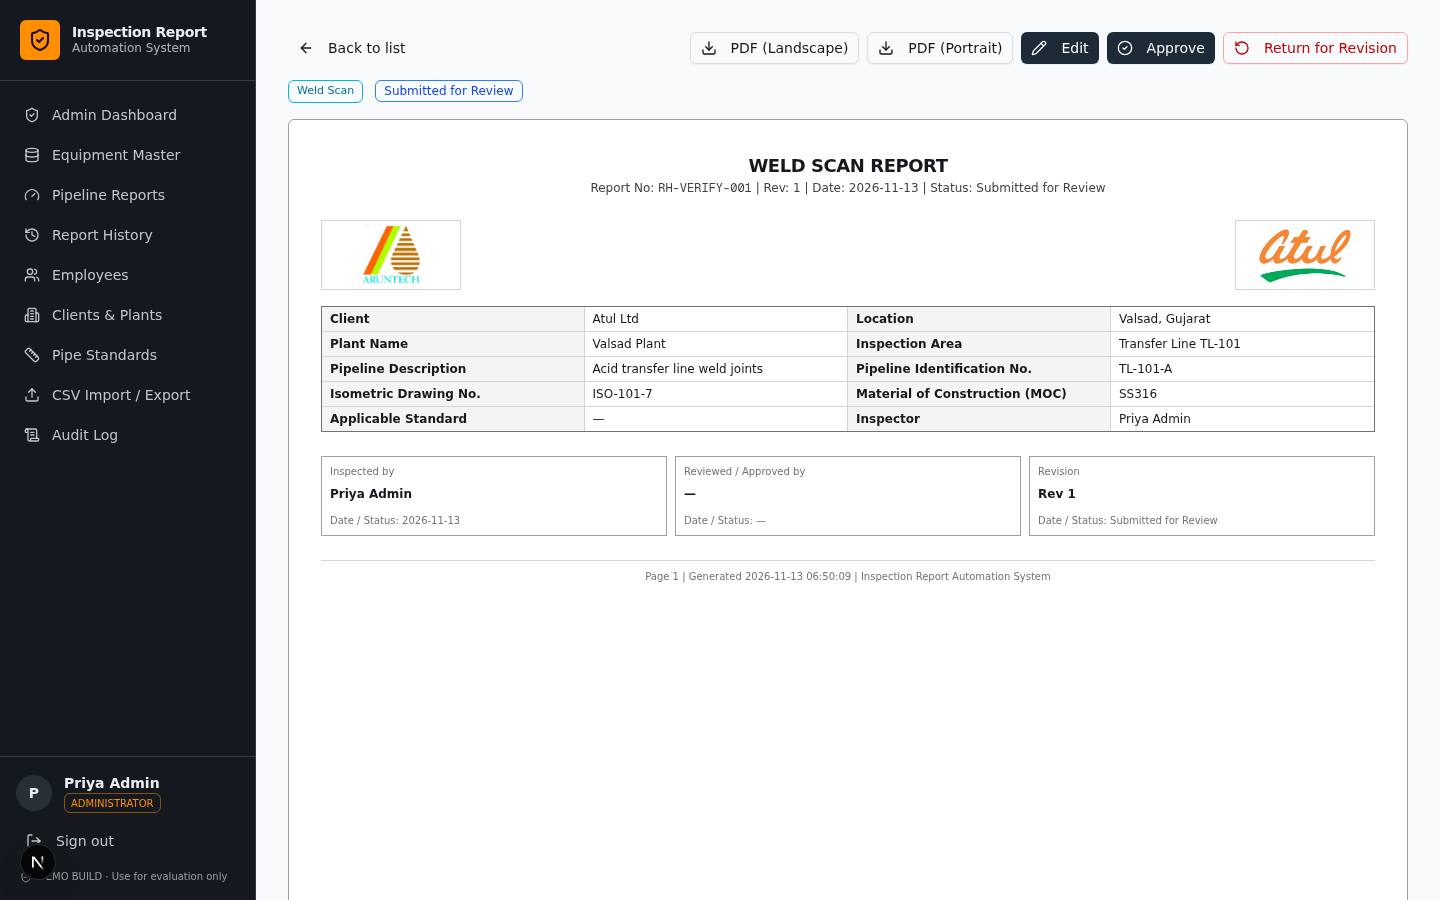 Inspection Report
Automation System
Admin Dashboard
Equipment Master
Pipeline Reports
Report History
Employees
Clients & Plants
Pipe Standards
CSV Import / Export
Audit Log
Priya Admin
P
ADMINISTRATOR
Sign out
N
MO BUILD · Use for evaluation only
Back to list
PDF (Landscape)
PDF (Portrait)
Edit
Approve
Return for Revision
Weld Scan
Submitted for Review
WELD SCAN REPORT
Report No: RH-VERIFY-001 | Rev: 1 | Date: 2026-11-13 | Status: Submitted for Review
ARUNTECH
atul
Client Atul Ltd Location Valsad, Gujarat
Plant Name Valsad Plant Inspection Area Transfer Line TL-101
Pipeline Description Acid transfer line weld joints Pipeline Identification No. TL-101-A
Isometric Drawing No. ISO-101-7 Material of Construction (MOC) SS316
Applicable Standard — Inspector Priya Admin
Inspected by
Priya Admin
Date / Status: 2026-11-13
Reviewed / Approved by
—
Date / Status: —
Revision
Rev 1
Date / Status: Submitted for Review
Page 1 | Generated 2026-11-13 06:50:09 | Inspection Report Automation System